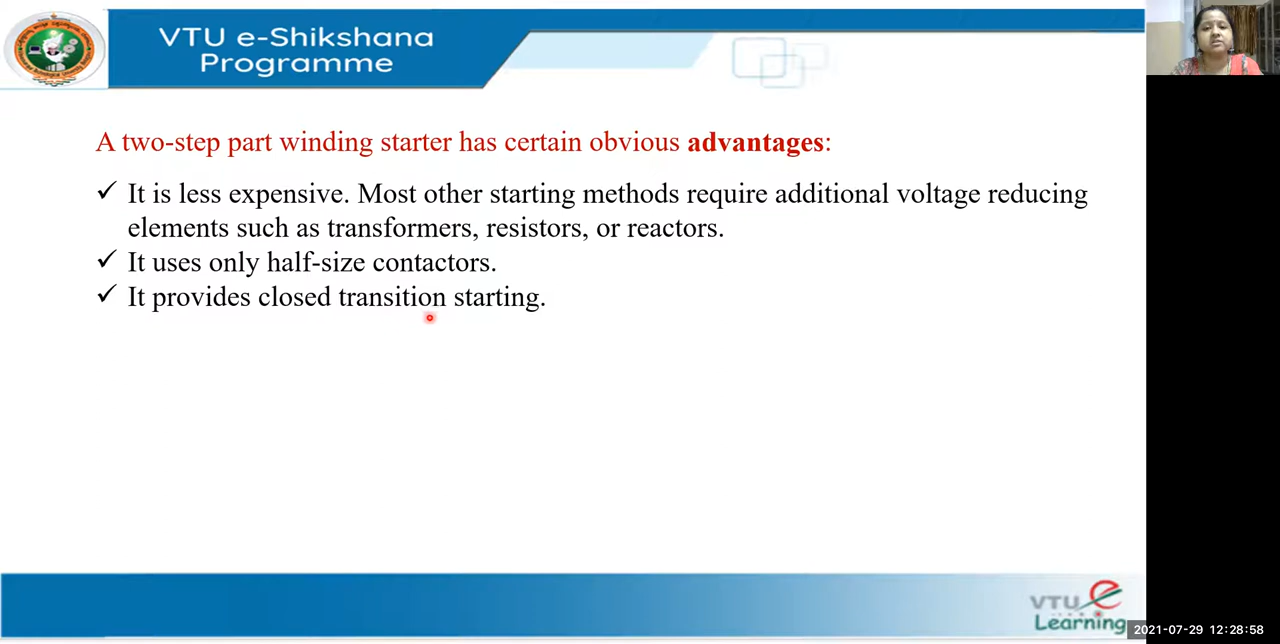 VTU e-Shikshana
Programme
A two-step part winding starter has certain obvious advantages:
✓ It is less expensive. Most other starting methods require additional voltage reducing
elements such as transformers, resistors, or reactors.
✓ It uses only half-size contactors.
✓ It provides closed transition starting.
VTU e
Learning
2021-07-29 12:28:58